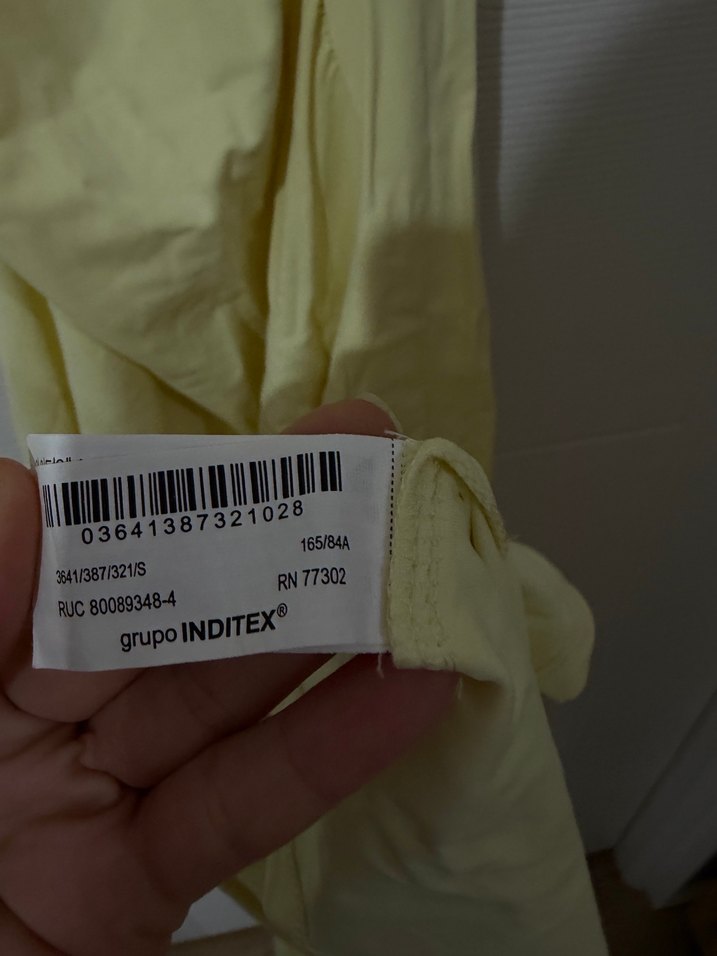 03641387321028
165/84A
3641/387/321/S
RN 77302
RUC 80089348-4
grupo INDITEX®